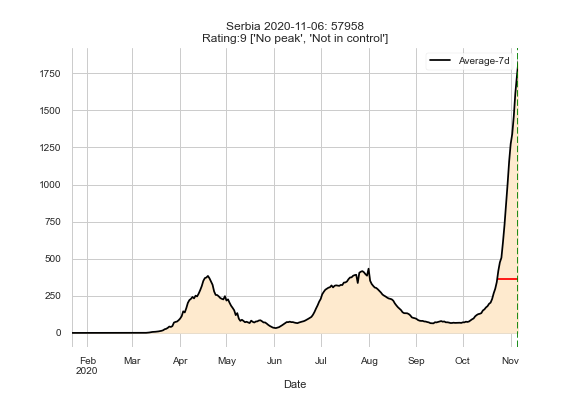 Serbia 2020-11-06: 57958
Rating:9 ['No peak', 'Not in control']
Average-7d
1750
1500
1250
1000
750
500
250
0
Feb Mar Apr May Jun Jul Aug Sep Oct Nov
2020
Date